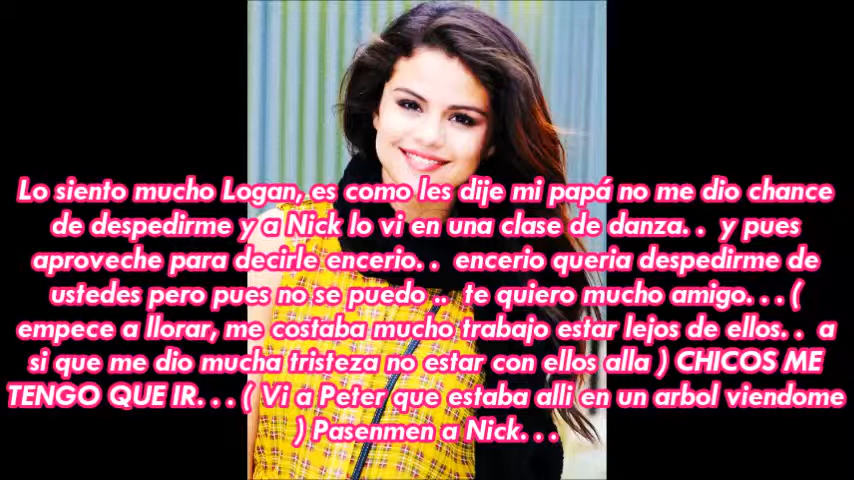 Lo siento mucho Logan, es como les dije mi papá no me dio chance
de despedirme y a Nick lo vi en una clase de danza. . y pues
aproveche para decirle encerio. . encerio queria despedirme de
ustedes pero pues no se puedo .. te quiero mucho amigo. . . (
empece a llorar, me costaba mucho trabajo estar lejos de ellos. . a
si que me dio mucha tristeza no estar con ellos alla ) CHICOS ME
TENGO QUE IR. . . ( Vi a Peter que estaba alli en un arbol viendome
) Pasenmen a Nick. . .